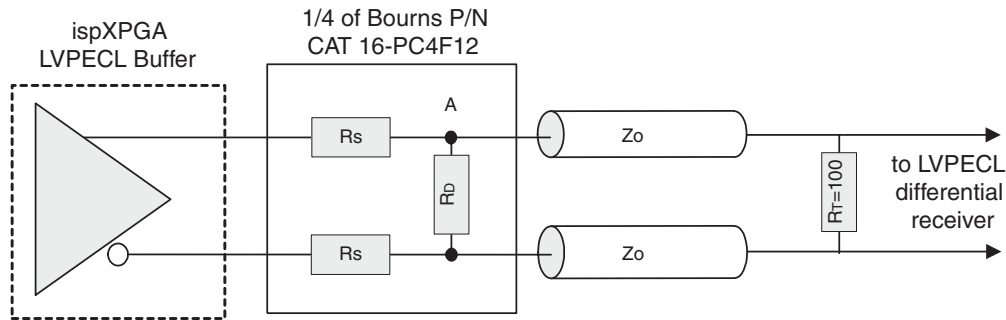 ispXPGA
LVPECL Buffer
1/4 of Bourns P/N
CAT 16-PC4F12
A
Rs
RD
Rs
Zo
Zo
RT=100
to LVPECL
differential
receiver